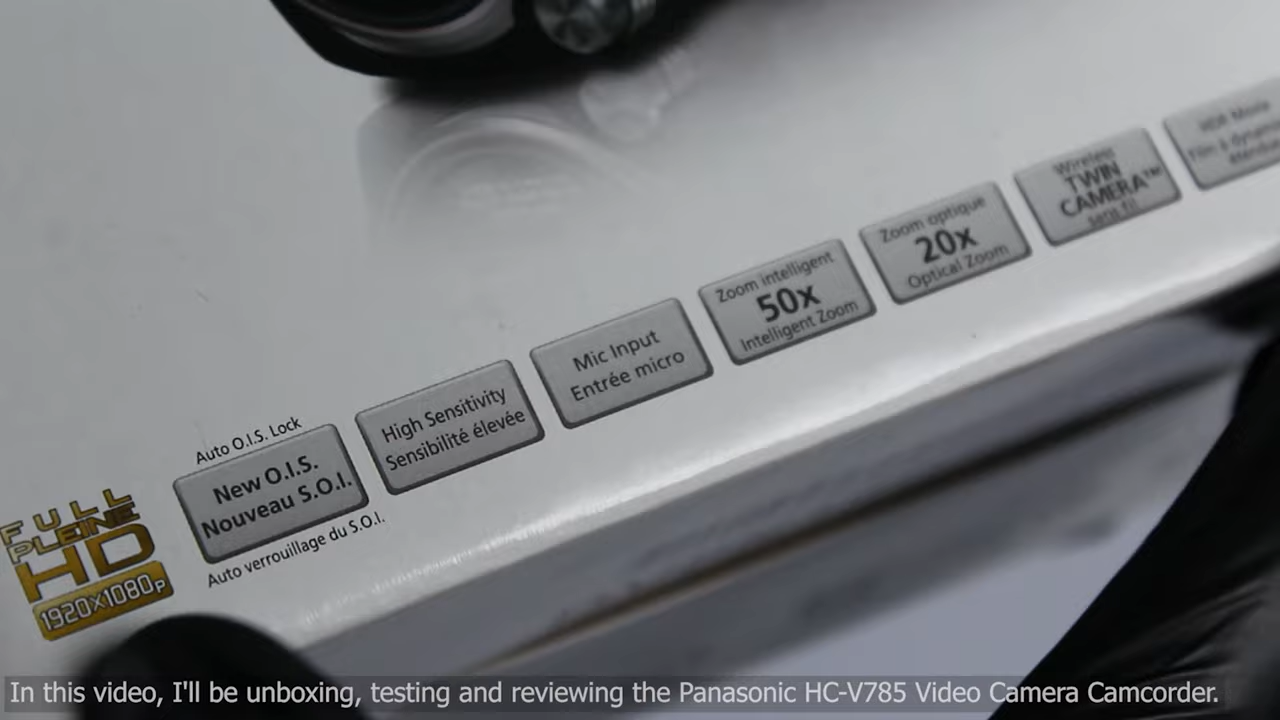 FULL
PLEINE
HD
1920x1080p
Auto O.I.S. Lock
New O.I.S.
Nouveau S.O.I.
Auto verrouillage du S.O.I.
High Sensitivity
Sensibilité élevée
Mic Input
Entrée micro
Zoom intelligent
50x
Intelligent Zoom
Zoom optique
20x
Optical Zoom
Wireless
TWIN
CAMERA™
sans fil
HDR Movie
Film à
In this video, I'll be unboxing, testing and reviewing the Panasonic HC-V785 Video Camera Camcorder.